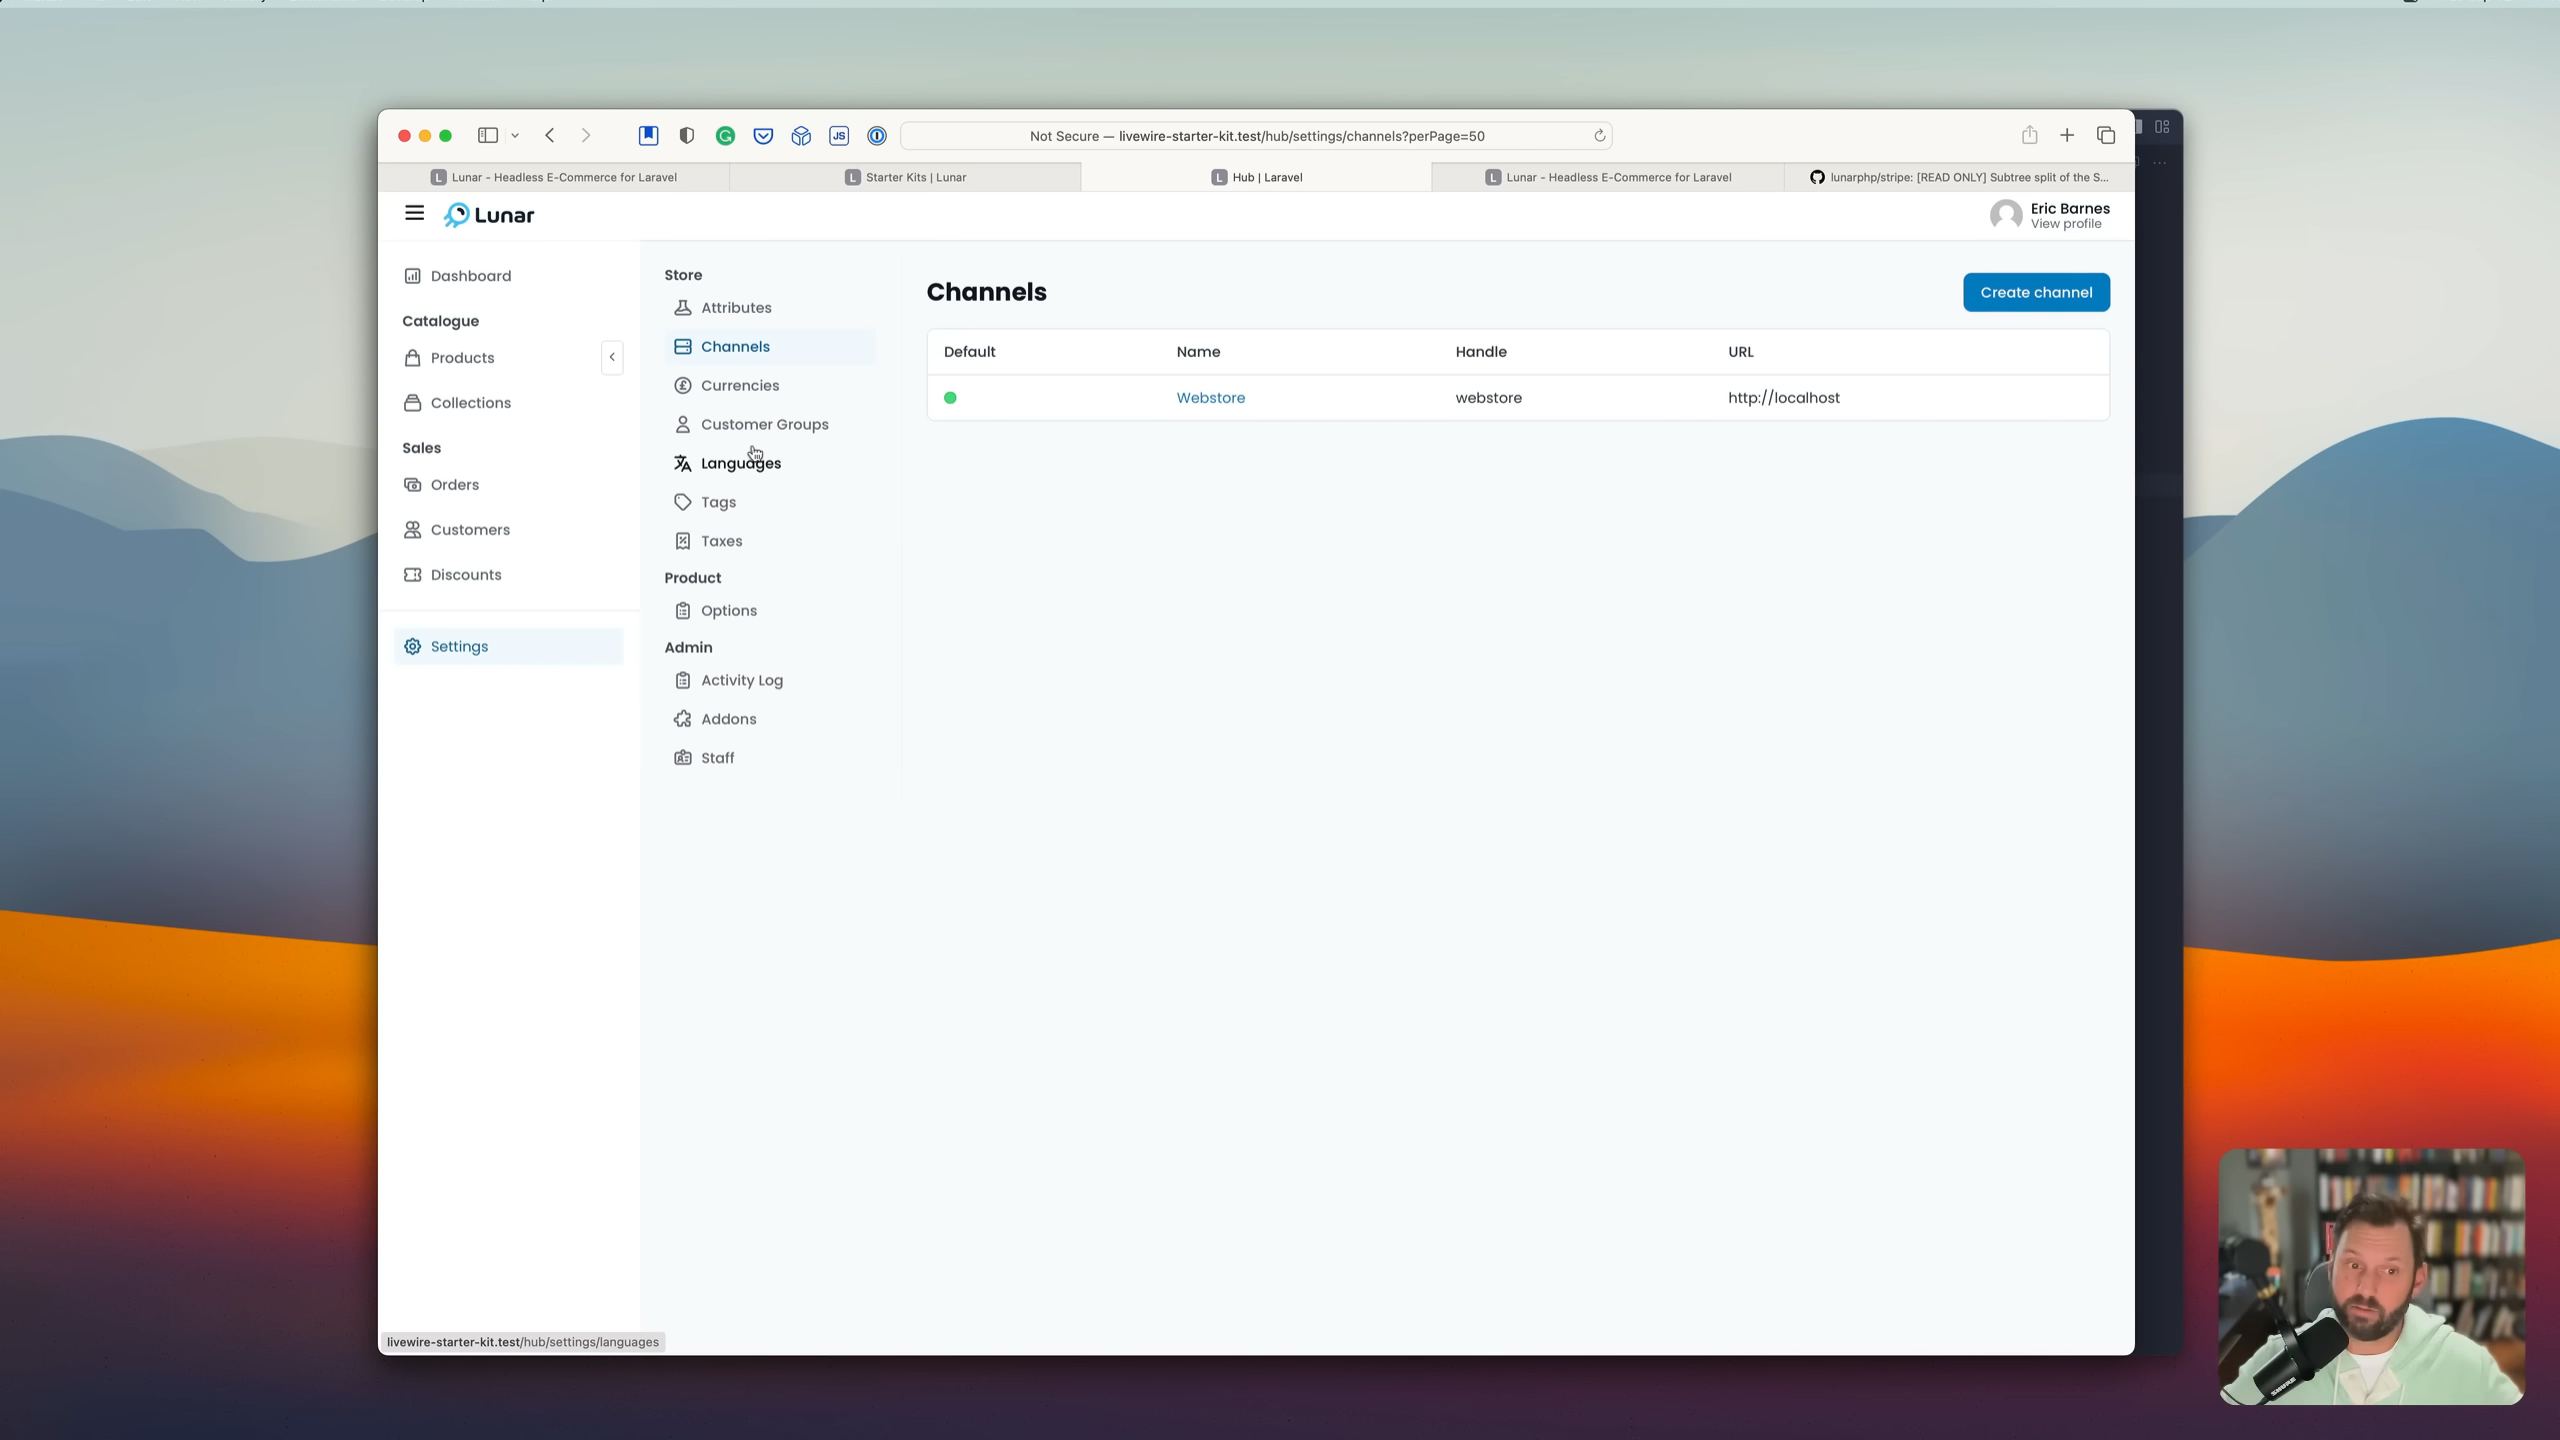 Not Secure — livewire-starter-kit.test/hub/settings/channels?perPage=50
L Lunar - Headless E-Commerce for Laravel
L Starter Kits | Lunar
L Hub | Laravel
L Lunar - Headless E-Commerce for Laravel
lunarphp/stripe: [READ ONLY] Subtree split of the S...
Lunar
Eric Barnes
View profile
Dashboard
Catalogue
Products
Collections
Sales
Orders
Customers
Discounts
Settings
Store
Attributes
Channels
Currencies
Customer Groups
Languages
Tags
Taxes
Product
Options
Admin
Activity Log
Addons
Staff
Channels
Create channel
Default Name Handle URL
Webstore webstore http://localhost
livewire-starter-kit.test/hub/settings/languages